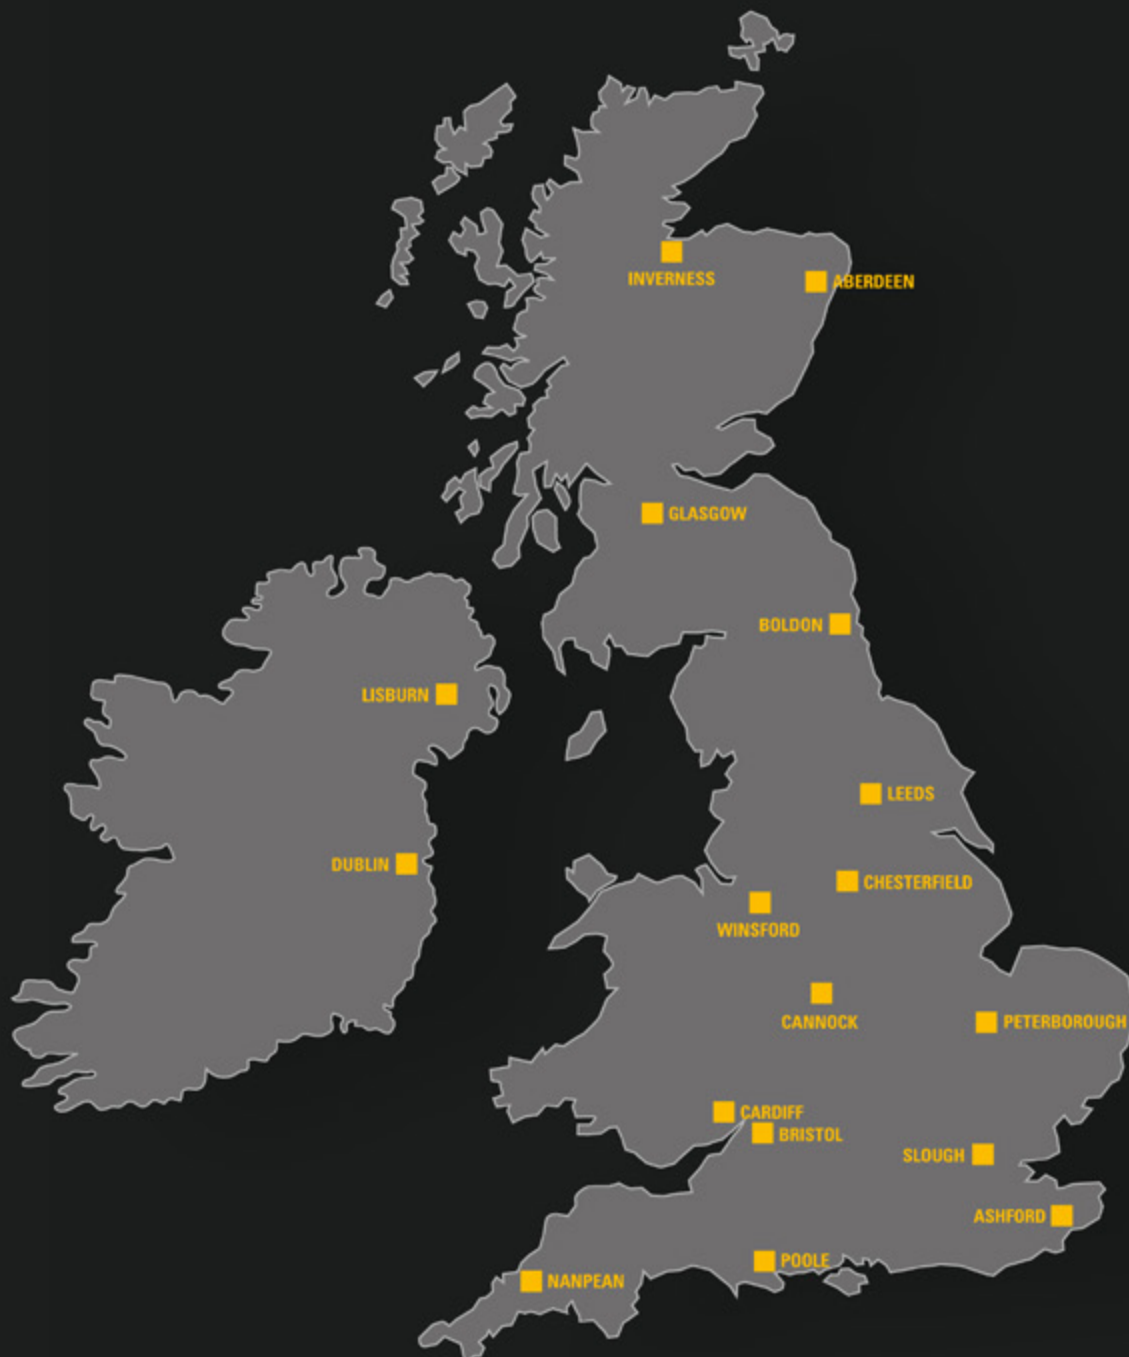 INVERNESS
ABERDEEN
GLASGOW
BOLDON
LISBURN
LEEDS
DUBLIN
CHESTERFIELD
WINSFORD
CANNOCK
PETERBOROUGH
CARDIFF
BRISTOL
SLOUGH
ASHFORD
POOLE
NANPEAN